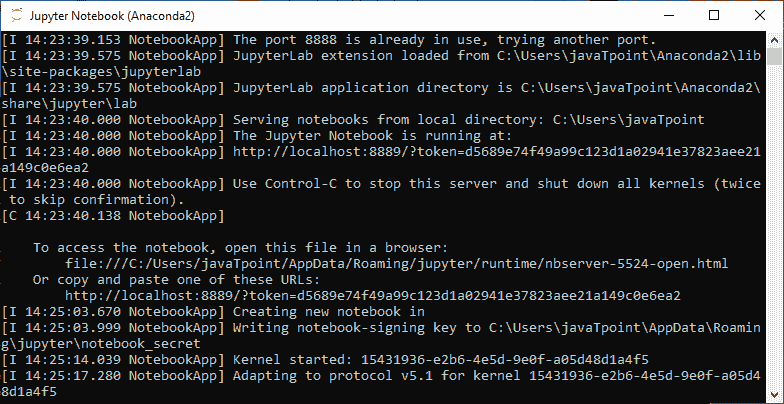 Jupyter Notebook (Anaconda2)
[I 14:23:39.153 NotebookApp] The port 8888 is already in use, trying another port.
[I 14:23:39.575 NotebookApp] JupyterLab extension loaded from C:\Users\javaTpoint\Anaconda2\lib
\site-packages\jupyterlab
[I 14:23:39.575 NotebookApp] JupyterLab application directory is C:\Users\javaTpoint\Anaconda2\
share\jupyter\lab
[I 14:23:40.000 NotebookApp] Serving notebooks from local directory: C:\Users\javaTpoint
[I 14:23:40.000 NotebookApp] The Jupyter Notebook is running at:
[I 14:23:40.000 NotebookApp] http://localhost:8889/?token=d5689e74f49a99c123d1a02941e37823aee21
a149c0e6ea2
[I 14:23:40.000 NotebookApp] Use Control-C to stop this server and shut down all kernels (twice
to skip confirmation).
[C 14:23:40.138 NotebookApp]
To access the notebook, open this file in a browser:
file:///C:/Users/javaTpoint/AppData/Roaming/jupyter/runtime/nbserver-5524-open.html
Or copy and paste one of these URLs:
http://localhost:8889/?token=d5689e74f49a99c123d1a02941e37823aee21a149c0e6ea2
[I 14:25:03.670 NotebookApp] Creating new notebook in
[I 14:25:03.999 NotebookApp] Writing notebook-signing key to C:\Users\javaTpoint\AppData\Roamin
g\jupyter\notebook_secret
[I 14:25:14.039 NotebookApp] Kernel started: 15431936-e2b6-4e5d-9e0f-a05d48d1a4f5
[I 14:25:17.280 NotebookApp] Adapting to protocol v5.1 for kernel 15431936-e2b6-4e5d-9e0f-a05d4
8d1a4f5